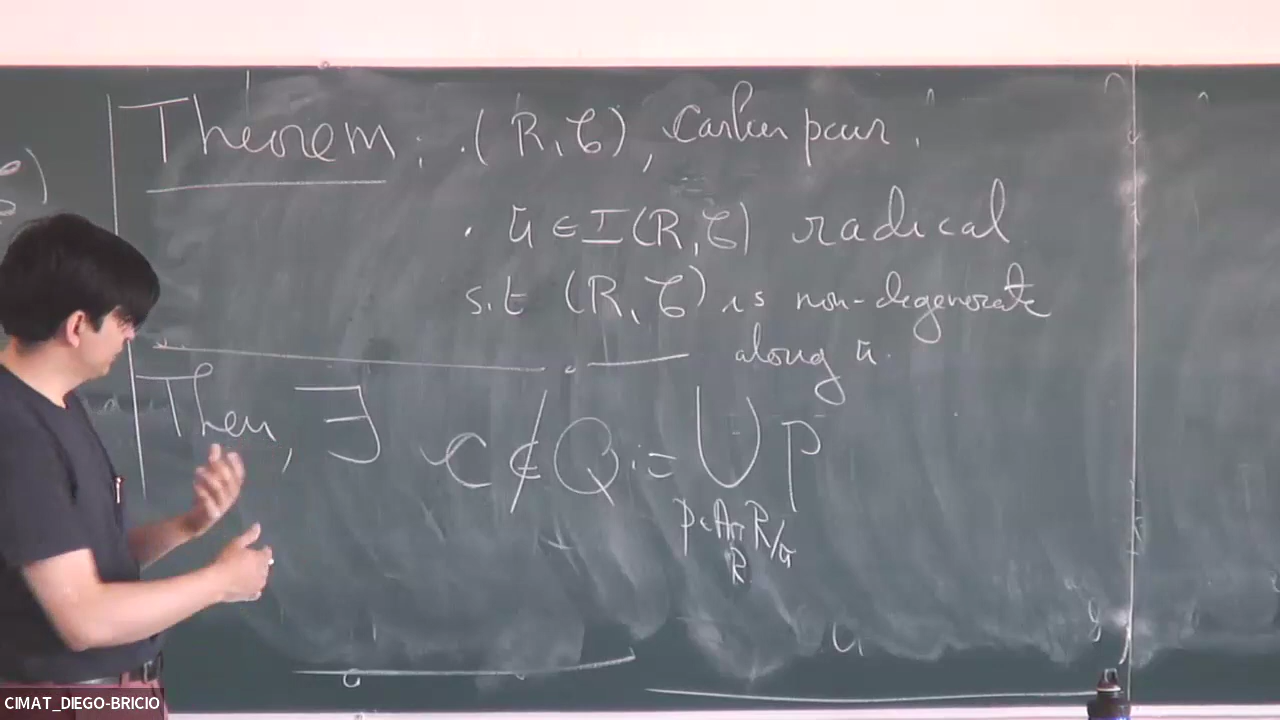 Theorem: · (R, 𝒞), Cartier pair.
· 𝔞 ∈ I(R, 𝒞) radical
s.t (R, 𝒞) is non-degenerate
along 𝔞.
Then, ∃ c ∉ Q := ⋃ p
p ∈ Ass R/𝔞
R
CIMAT_DIEGO-BRICIO